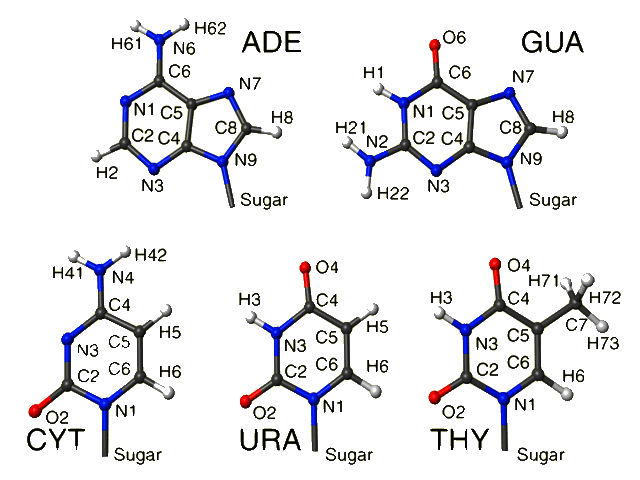 H62
H61 N6 ADE
C6
N7
N1 C5 H8
C2 C4 C8
H2 N3 N9
Sugar
O6 GUA
H1 C6 N7
N1 C5 H8
H21
N2 C2 C4 C8
H22 N3 N9
Sugar
H41 H42
N4
C4
N3 C5 H5
C2 C6 H6
O2 N1
CYT
Sugar
O4
H3 C4
N3 C5 H5
C2 C6 H6
O2 N1
URA
Sugar
O4 H71
H3 C4 H72
C7
N3 C5 H73
C2 C6 H6
O2 N1
THY
Sugar